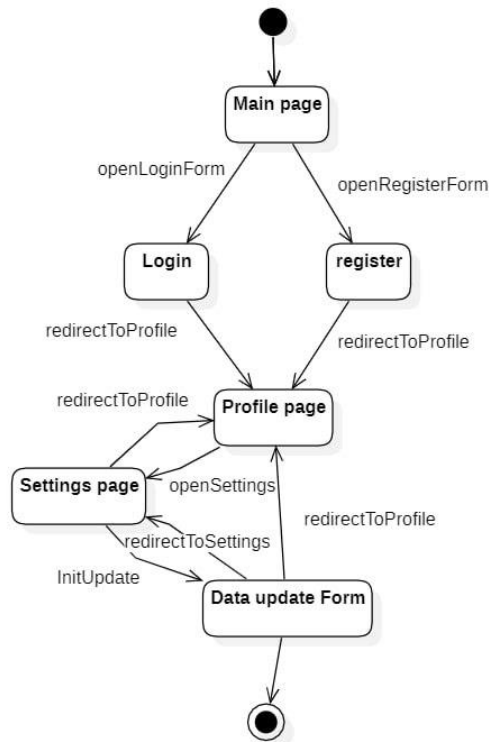 Main page
openLoginForm
openRegisterForm
Login
register
redirectToProfile
redirectToProfile
redirectToProfile
Profile page
Settings page
openSettings
redirectToProfile
redirectToSettings
InitUpdate
Data update Form